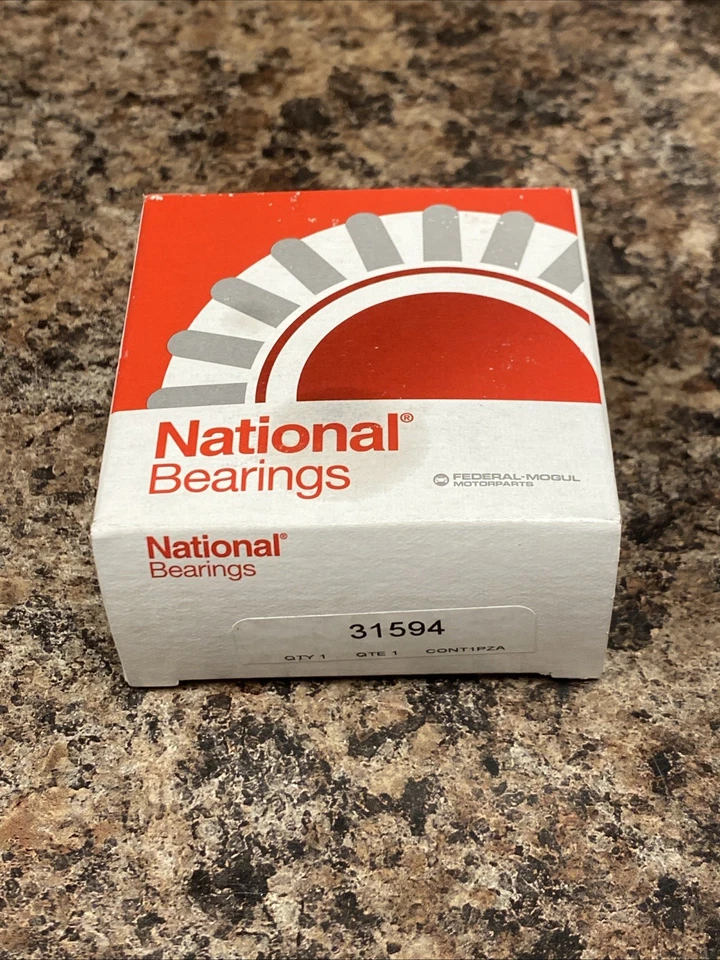 National®
Bearings
FEDERAL-MOGUL
MOTORPARTS
National®
Bearings
31594
QTY 1 QTE 1 CONT1PZA